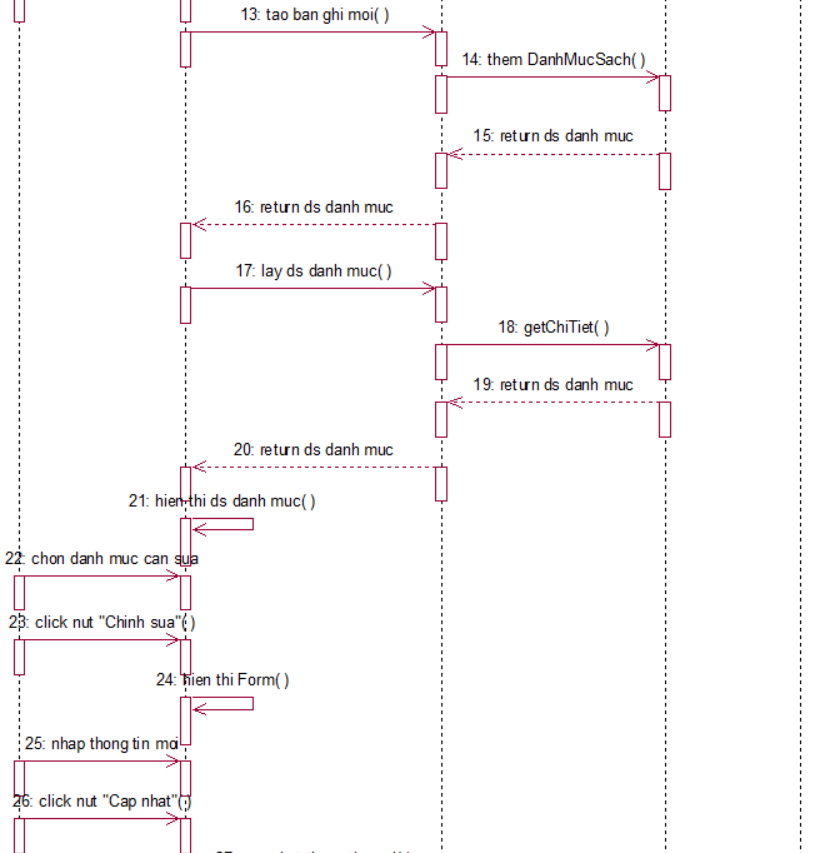 13: tao ban ghi moi( )
14: them DanhMucSach( )
15: return ds danh muc
16: return ds danh muc
17: lay ds danh muc( )
18: getChiTiet( )
19: return ds danh muc
20: return ds danh muc
21: hien thi ds danh muc( )
22: chon danh muc can sua
23: click nut "Chinh sua"( )
24: hien thi Form( )
25: nhap thong tin moi
26: click nut "Cap nhat"( )